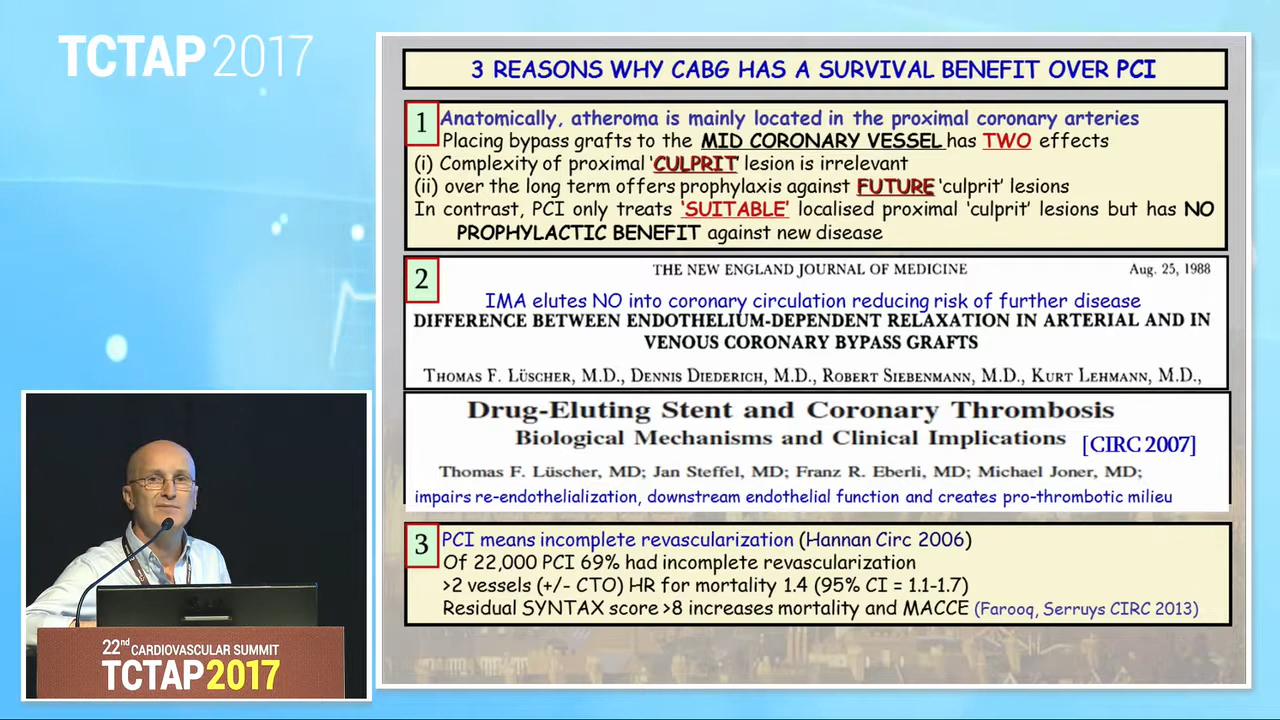 TCTAP 2017
3 REASONS WHY CABG HAS A SURVIVAL BENEFIT OVER PCI
1
Anatomically, atheroma is mainly located in the proximal coronary arteries
Placing bypass grafts to the MID CORONARY VESSEL has TWO effects
(i) Complexity of proximal 'CULPRIT' lesion is irrelevant
(ii) over the long term offers prophylaxis against FUTURE 'culprit' lesions
In contrast, PCI only treats 'SUITABLE' localised proximal 'culprit' lesions but has NO
PROPHYLACTIC BENEFIT against new disease
2
THE NEW ENGLAND JOURNAL OF MEDICINE Aug. 25, 1988
IMA elutes NO into coronary circulation reducing risk of further disease
DIFFERENCE BETWEEN ENDOTHELIUM-DEPENDENT RELAXATION IN ARTERIAL AND IN
VENOUS CORONARY BYPASS GRAFTS
THOMAS F. LÜSCHER, M.D., DENNIS DIEDERICH, M.D., ROBERT SIEBENMANN, M.D., KURT LEHMANN, M.D.,
Drug-Eluting Stent and Coronary Thrombosis
Biological Mechanisms and Clinical Implications [CIRC 2007]
Thomas F. Lüscher, MD; Jan Steffel, MD; Franz R. Eberli, MD; Michael Joner, MD;
impairs re-endothelialization, downstream endothelial function and creates pro-thrombotic milieu
3
PCI means incomplete revascularization (Hannan Circ 2006)
Of 22,000 PCI 69% had incomplete revascularization
>2 vessels (+/- CTO) HR for mortality 1.4 (95% CI = 1.1-1.7)
Residual SYNTAX score >8 increases mortality and MACCE (Farooq, Serruys CIRC 2013)
22nd CARDIOVASCULAR SUMMIT
TCTAP2017